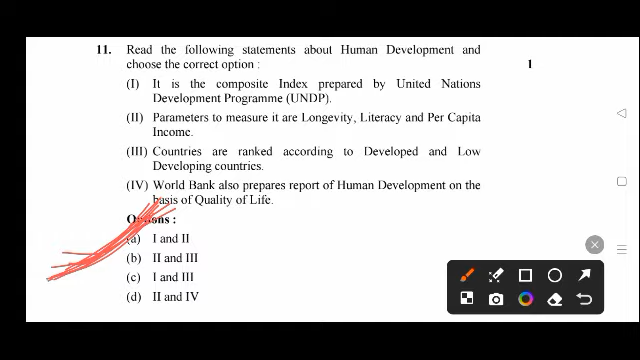 11. Read the following statements about Human Development and
choose the correct option : 1
(I) It is the composite Index prepared by United Nations
Development Programme (UNDP).
(II) Parameters to measure it are Longevity, Literacy and Per Capita
Income.
(III) Countries are ranked according to Developed and Low
Developing countries.
(IV) World Bank also prepares report of Human Development on the
basis of Quality of Life.
Options :
(a) I and II
(b) II and III
(c) I and III
(d) II and IV